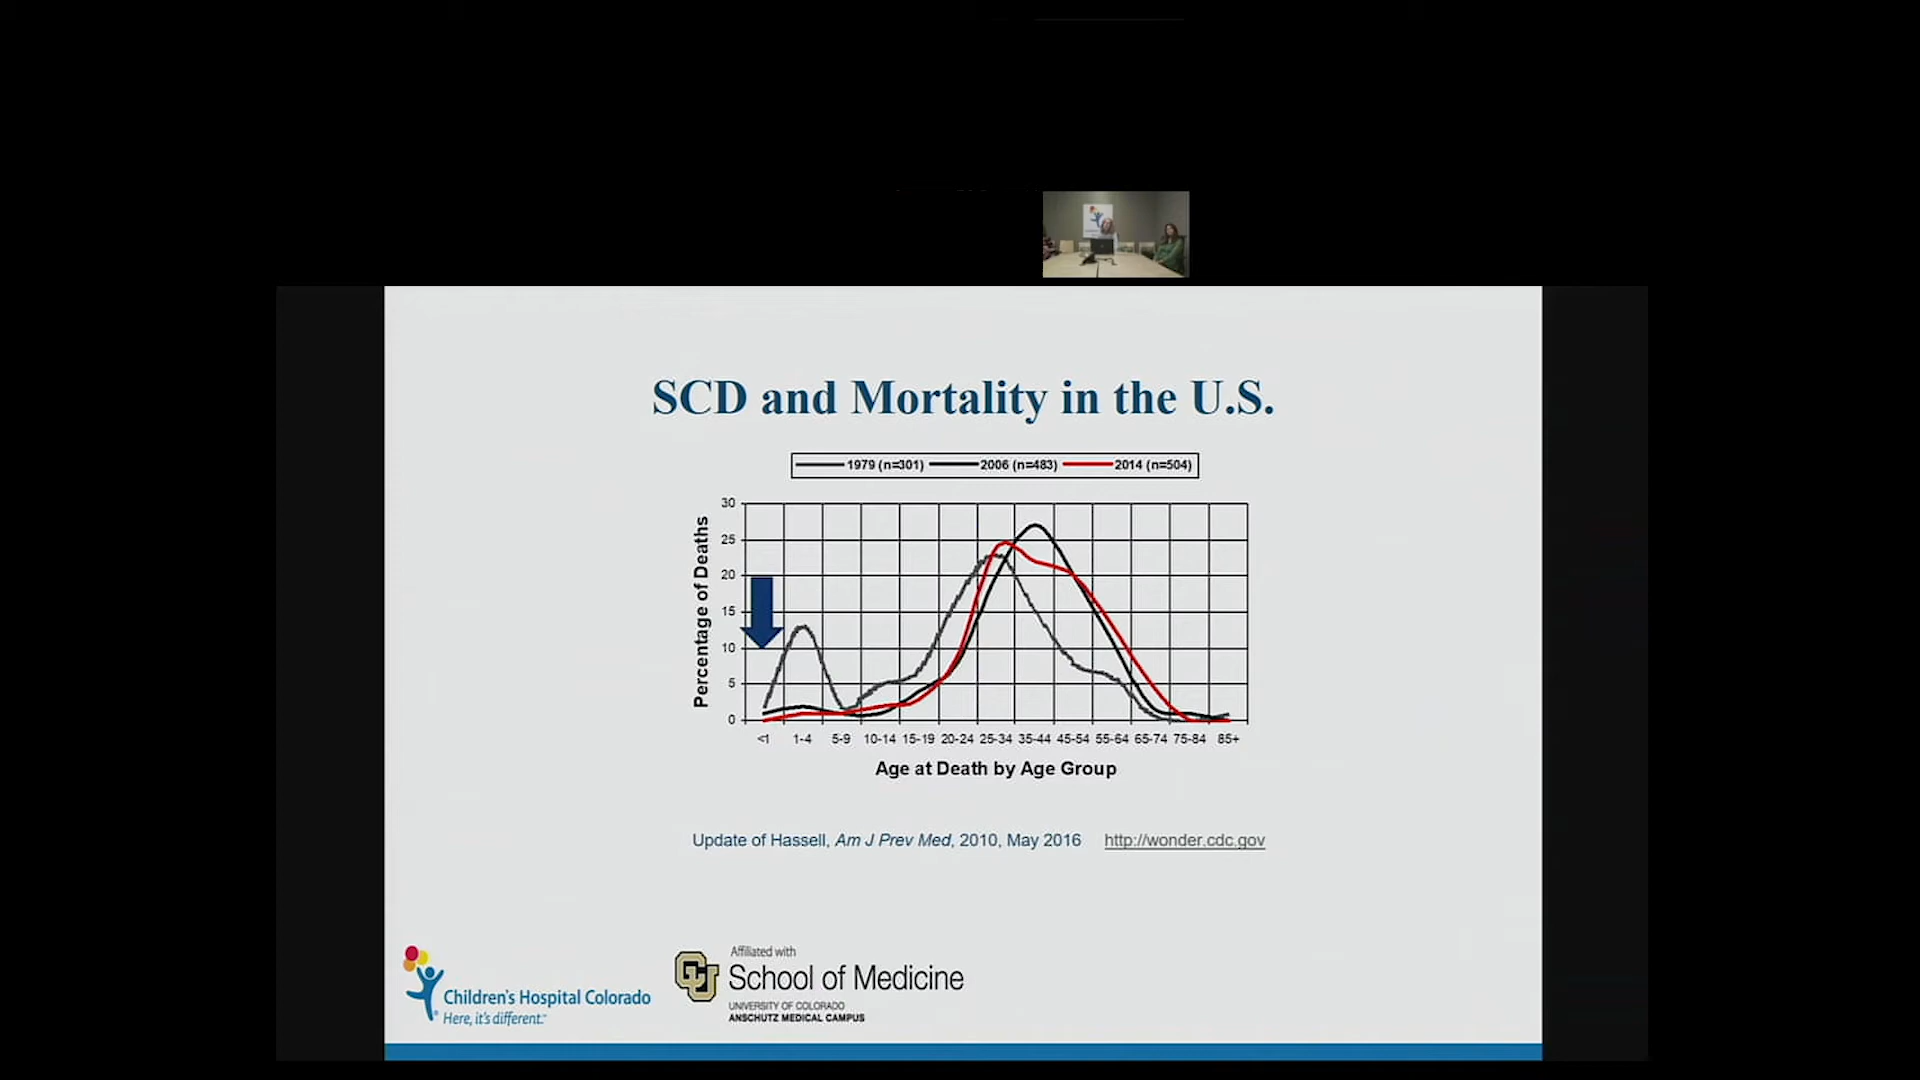 SCD and Mortality in the U.S.
1979 (n=301) 2006 (n=483) 2014 (n=504)
Percentage of Deaths
30
25
20
15
10
5
0
<1 1-4 5-9 10-14 15-19 20-24 25-34 35-44 45-54 55-64 65-74 75-84 85+
Age at Death by Age Group
Update of Hassell, Am J Prev Med, 2010, May 2016 http://wonder.cdc.gov
Children's Hospital Colorado
Here, it's different.™
Affiliated with
CU School of Medicine
UNIVERSITY OF COLORADO
ANSCHUTZ MEDICAL CAMPUS